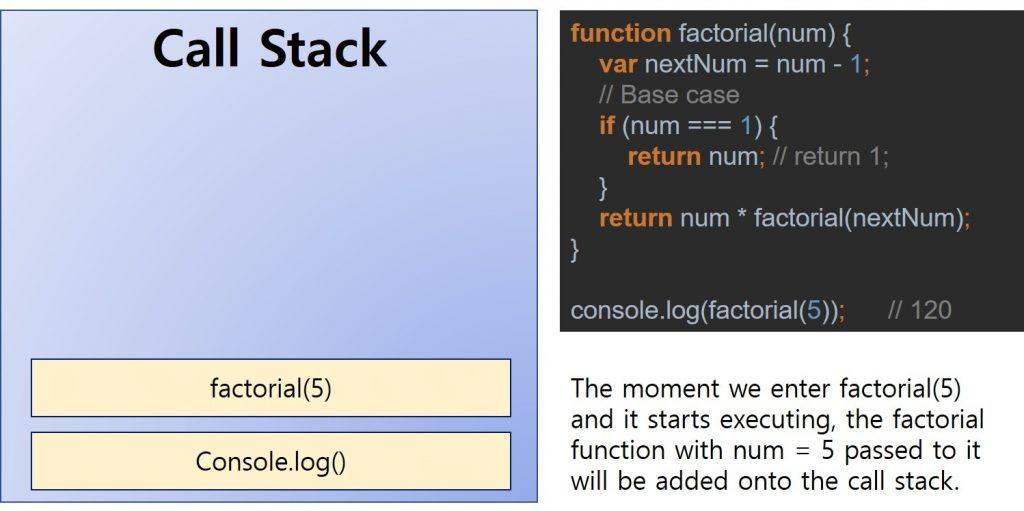 Call Stack
factorial(5)
Console.log()
function factorial(num) {
var nextNum = num - 1;
// Base case
if (num === 1) {
return num; // return 1;
}
return num * factorial(nextNum);
}
console.log(factorial(5)); // 120
The moment we enter factorial(5)
and it starts executing, the factorial
function with num = 5 passed to it
will be added onto the call stack.